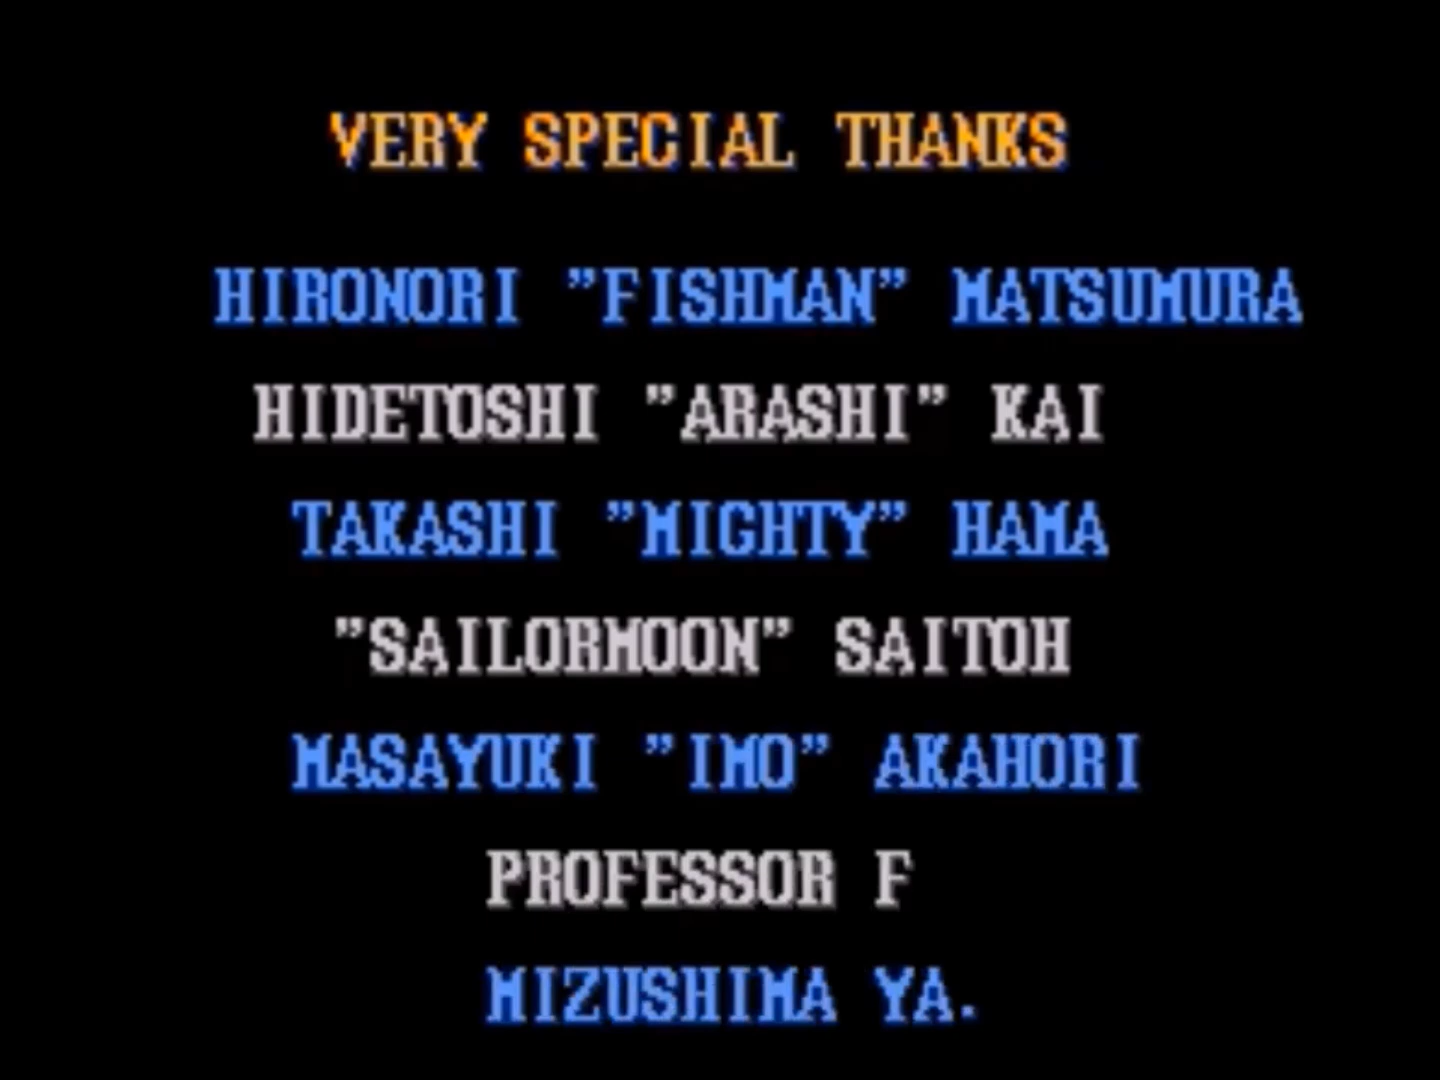 VERY SPECIAL THANKS
HIRONORI ”FISHMAN” MATSUMURA
HIDETOSHI ”ARASHI” KAI
TAKASHI ”MIGHTY” HAMA
”SAILORMOON” SAITOH
MASAYUKI ”IMO” AKAHORI
PROFESSOR F
MIZUSHIMA YA.